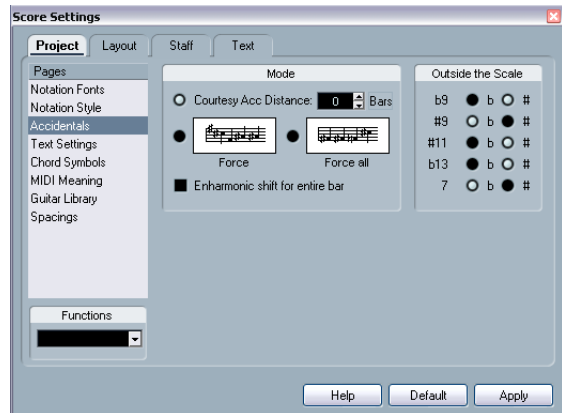 Score Settings
Project Layout Staff Text
Pages
Notation Fonts
Notation Style
Accidentals
Text Settings
Chord Symbols
MIDI Meaning
Guitar Library
Spacings
Functions
Mode
Courtesy Acc Distance: 0 Bars
Force Force all
Enharmonic shift for entire bar
Outside the Scale
b9 b #
#9 b #
#11 b #
b13 b #
7 b #
Help Default Apply